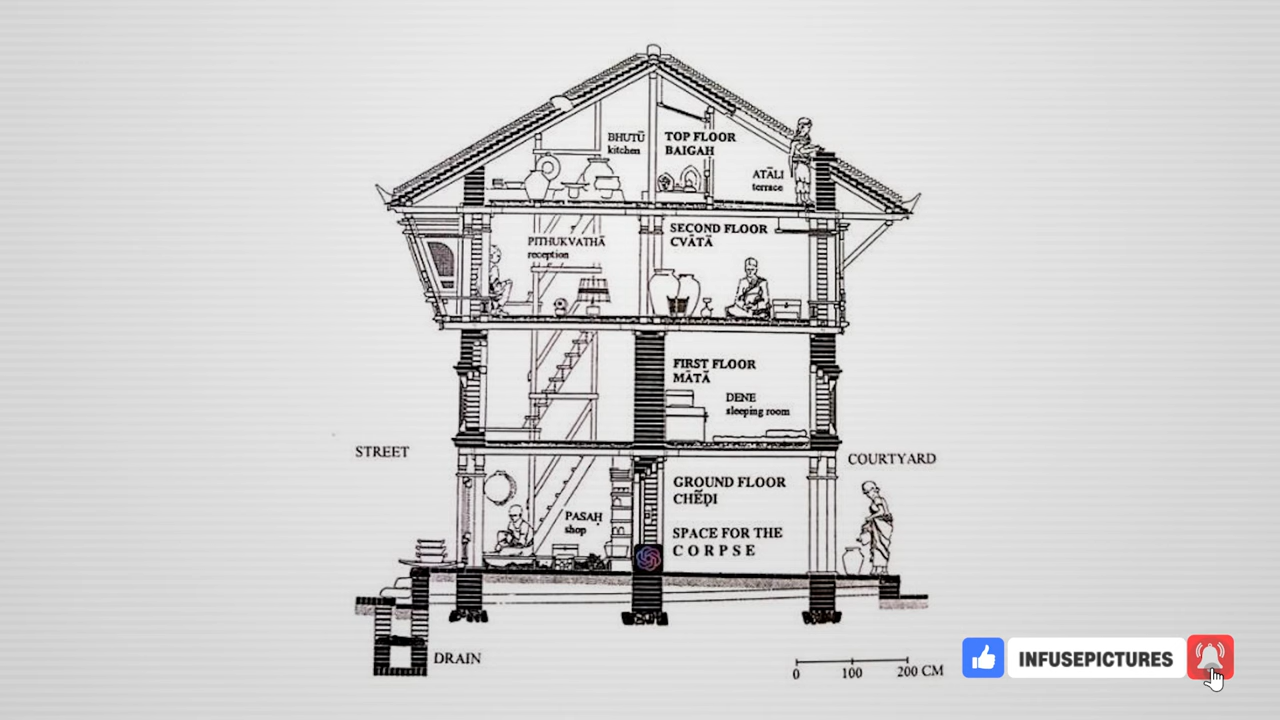 BHUTŪ
kitchen
TOP FLOOR
BAIGAH
ATĀLI
terrace
PITHUKVATHĀ
reception
SECOND FLOOR
CVĀTĀ
FIRST FLOOR
MĀTĀ
DENE
sleeping room
STREET
COURTYARD
GROUND FLOOR
CHẼḌI
PASAḤ
shop
SPACE FOR THE
CORPSE
DRAIN
0 100 200 CM
INFUSEPICTURES